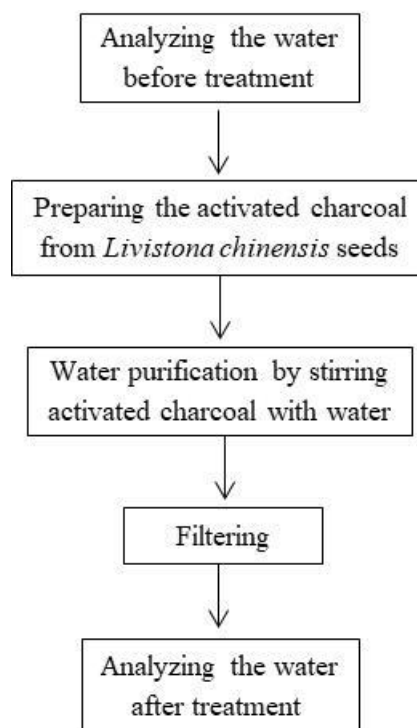 Analyzing the water
before treatment
Preparing the activated charcoal
from Livistona chinensis seeds
Water purification by stirring
activated charcoal with water
Filtering
Analyzing the water
after treatment